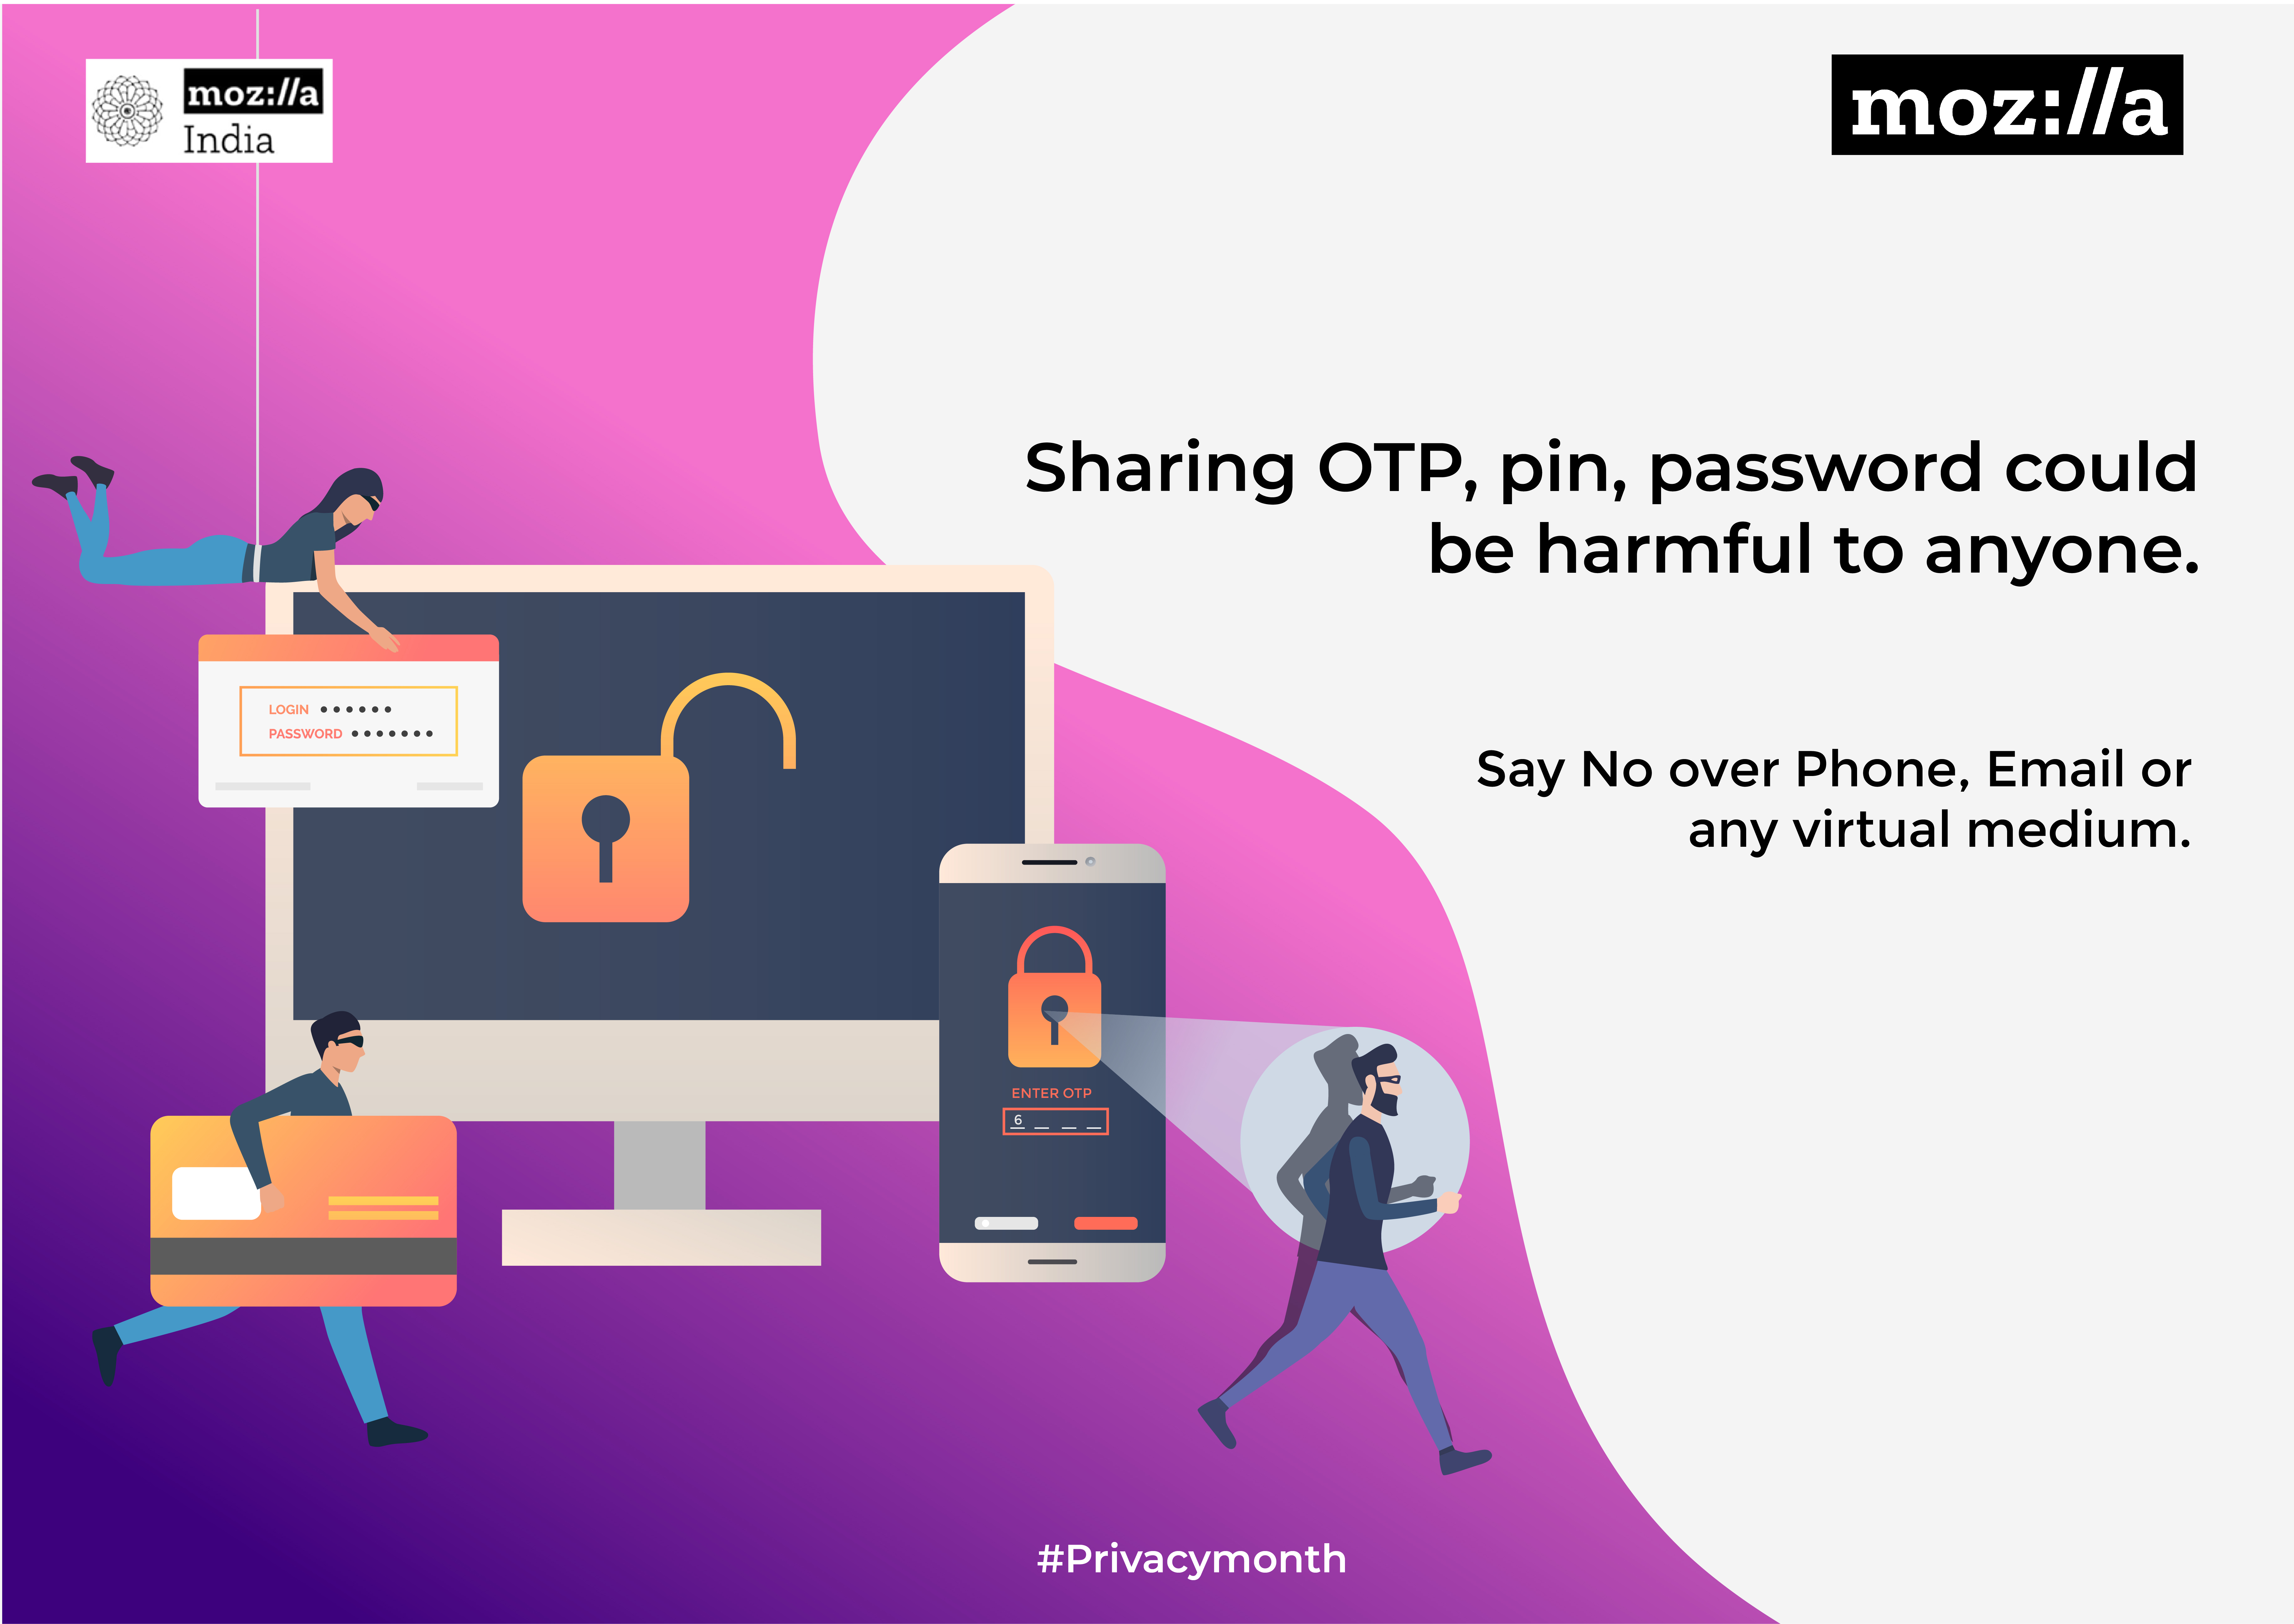 moz://a
India
moz://a
Sharing OTP, pin, password could
be harmful to anyone.
Say No over Phone, Email or
any virtual medium.
LOGIN ••••••
PASSWORD •••••••
ENTER OTP
6 _ _ _
#Privacymonth